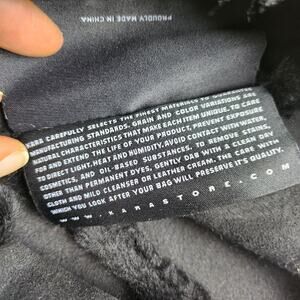 PROUDLY MADE IN CHINA
KARA CAREFULLY SELECTS THE FINEST MATERIALS TO
MANUFACTURING STANDARDS. GRAIN AND COLOR VARIATIONS ARE
NATURAL CHARACTERISTICS THAT MAKE EACH ITEM UNIQUE. TO CARE
FOR AND EXTEND THE LIFE OF YOUR PRODUCT, PREVENT EXPOSURE
TO DIRECT LIGHT, HEAT AND HUMIDITY. AVOID CONTACT WITH WATER,
COSMETICS, AND OIL-BASED SUBSTANCES. TO REMOVE STAINS,
OTHER THAN PERMANENT DYES, GENTLY DAB WITH A CLEAN DRY
CLOTH AND MILD CLEANSER OR LEATHER CREAM. THE CARE WITH
WHICH YOU LOOK AFTER YOUR BAG WILL PRESERVE IT'S QUALITY.
WWW.KARASTORE.COM